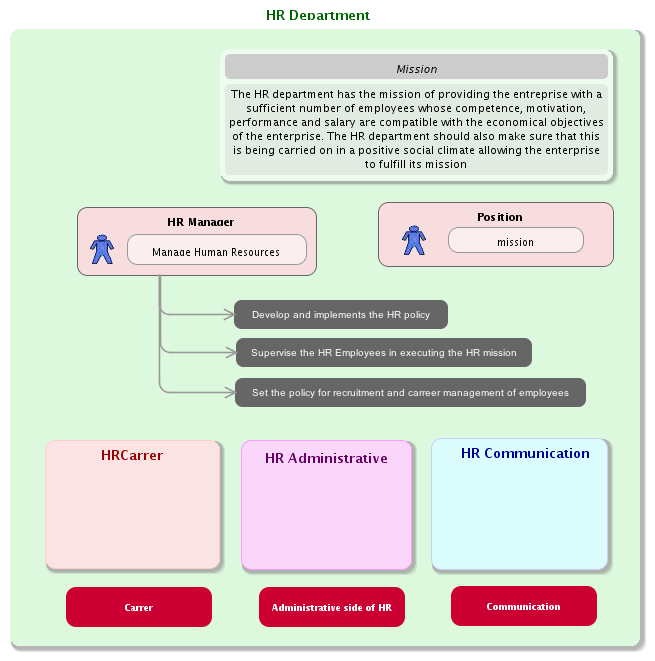 HR Department
Mission
The HR department has the mission of providing the entreprise with a
sufficient number of employees whose competence, motivation,
performance and salary are compatible with the economical objectives
of the enterprise. The HR department should also make sure that this
is being carried on in a positive social climate allowing the enterprise
to fulfill its mission
HR Manager
Manage Human Resources
Position
mission
Develop and implements the HR policy
Supervise the HR Employees in executing the HR mission
Set the policy for recruitment and carreer management of employees
HRCarrer
HR Administrative
HR Communication
Carrer
Administrative side of HR
Communication